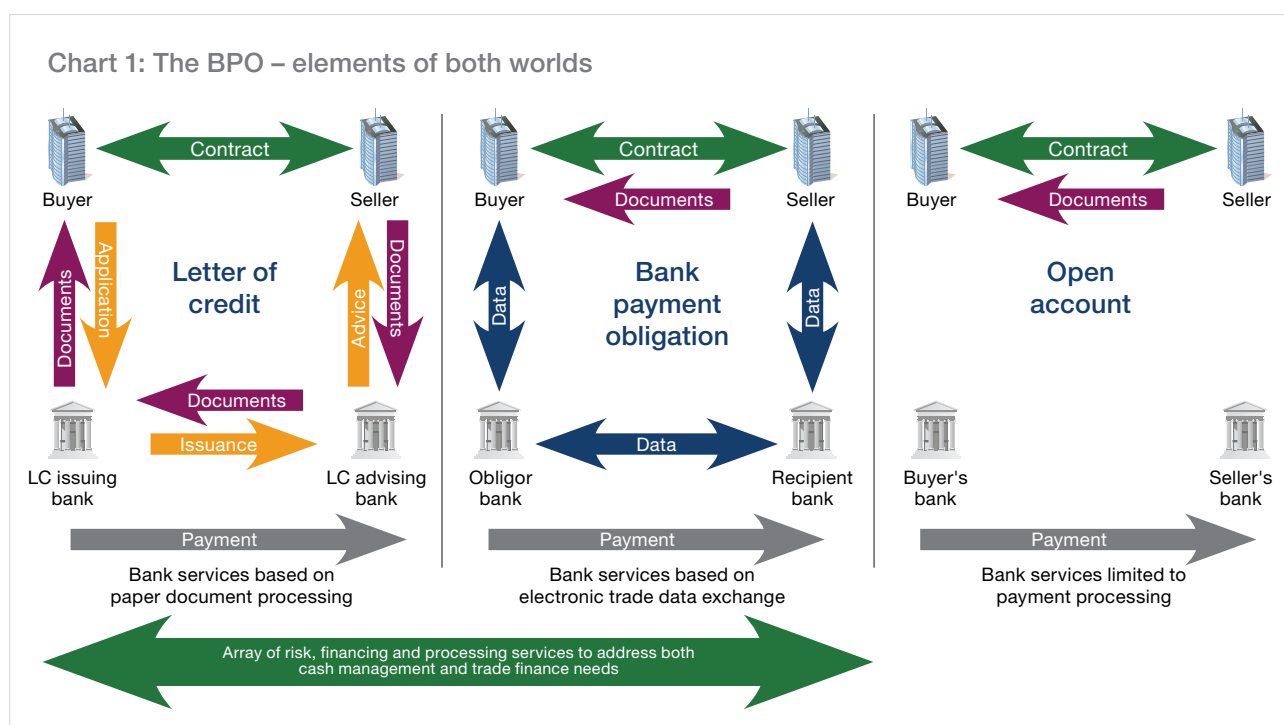 Chart 1: The BPO – elements of both worlds
Contract
Buyer
Seller
Documents
Application
Letter of
credit
Advice
Documents
Documents
Issuance
LC issuing
bank
LC advising
bank
Payment
Bank services based on
paper document processing
Contract
Documents
Buyer
Seller
Data
Bank
payment
obligation
Data
Data
Obligor
bank
Recipient
bank
Payment
Bank services based on
electronic trade data exchange
Contract
Documents
Buyer
Seller
Open
account
Buyer's
bank
Seller's
bank
Payment
Bank services limited to
payment processing
Array of risk, financing and processing services to address both
cash management and trade finance needs